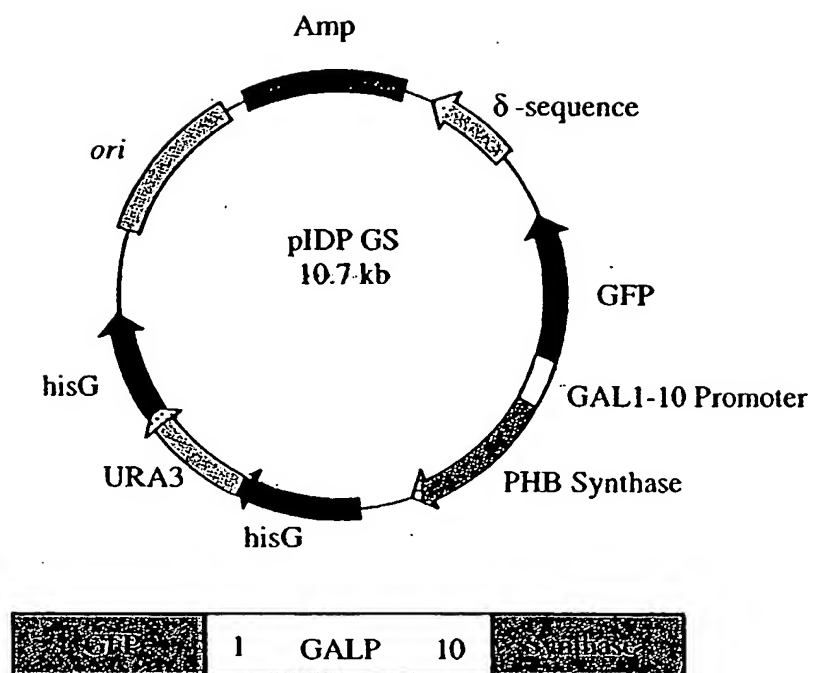 Amp
δ-sequence
ori
pIDP GS
10.7 kb
GFP
hisG
GAL1-10 Promoter
URA3
PHB Synthase
hisG
GFP 1 GALP 10 Synthase